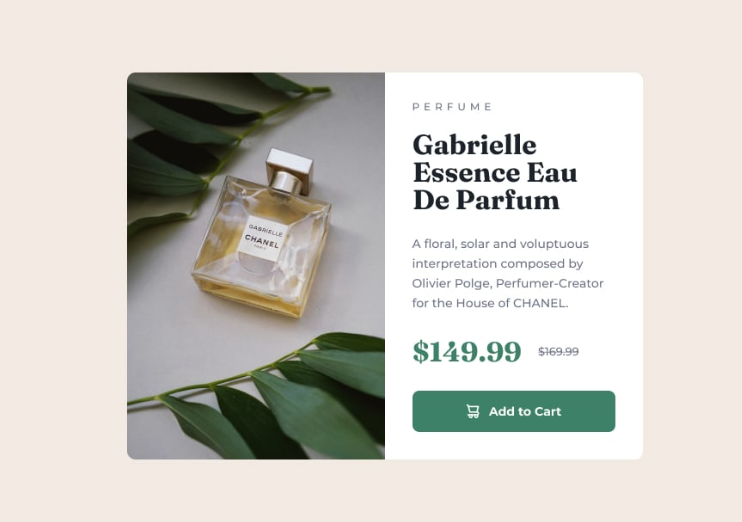 PERFUME
Gabrielle
Essence Eau
De Parfum
A floral, solar and voluptuous
interpretation composed by
Olivier Polge, Perfumer-Creator
for the House of CHANEL.
$149.99 $169.99
Add to Cart
GABRIELLE
CHANEL